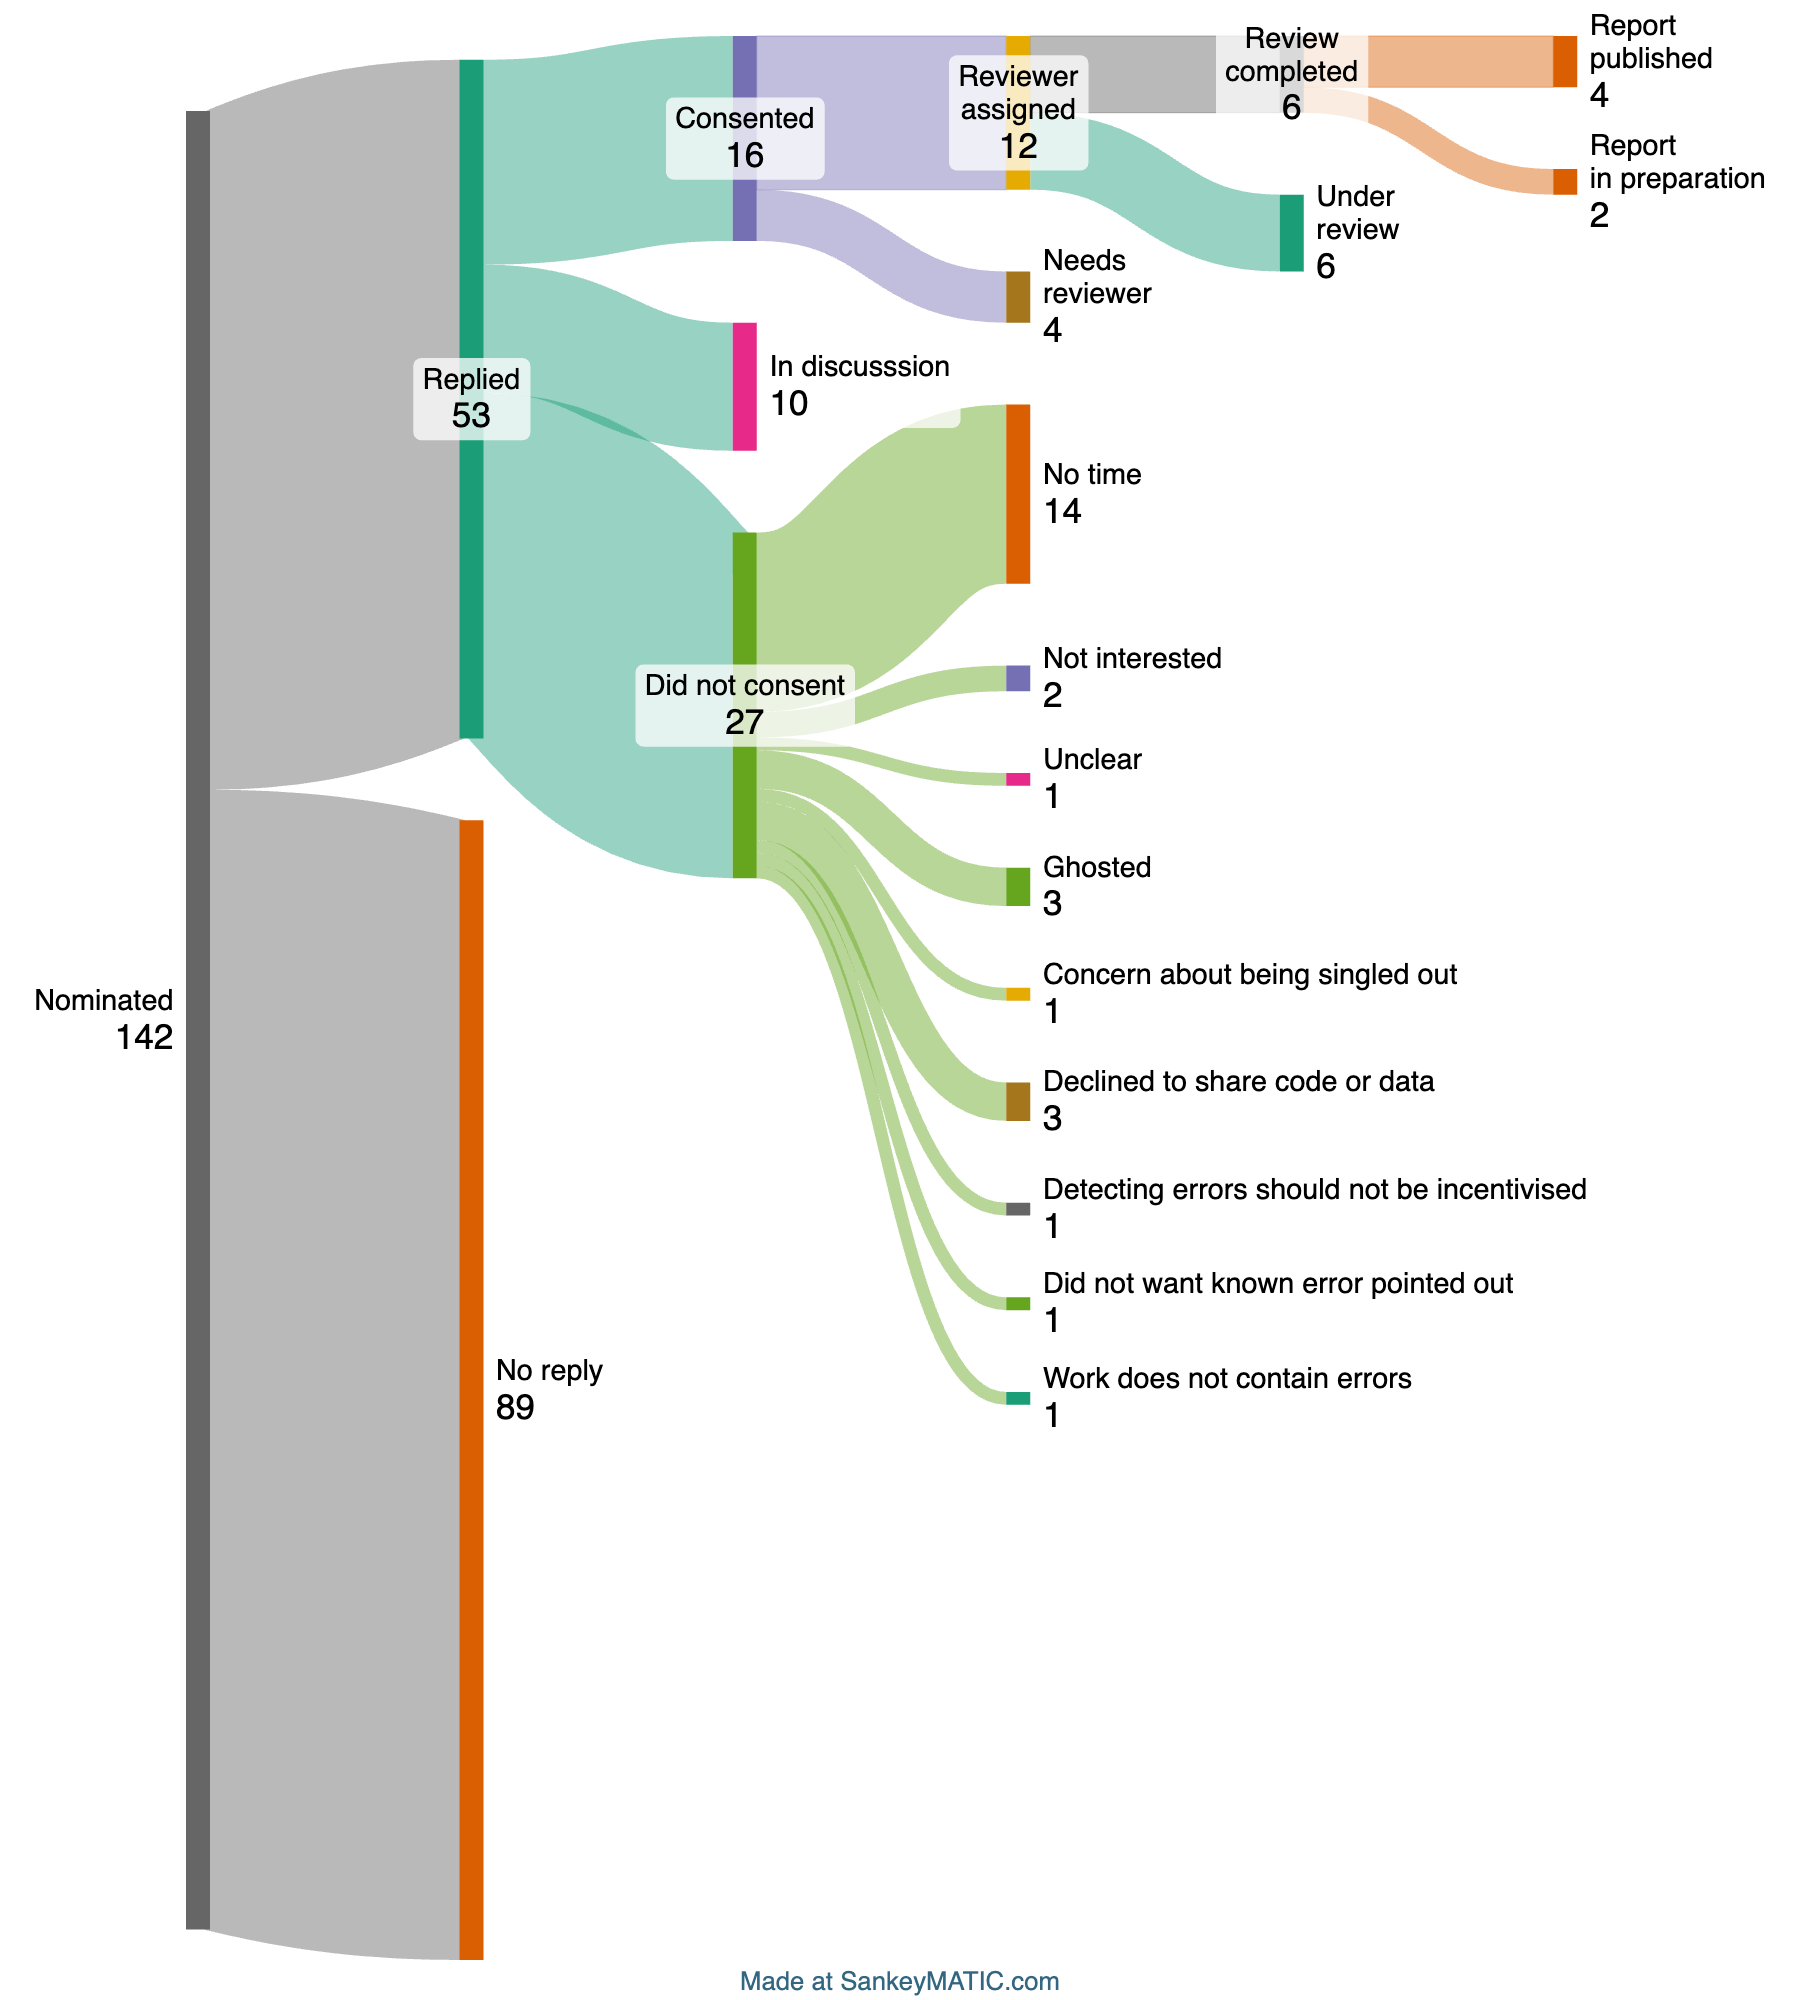 Review
completed
6
Report
published
4
Reviewer
assigned
12
Consented
16
Report
in preparation
2
Under
review
6
Needs
reviewer
4
Replied
53
In discusssion
10
No time
14
Not interested
2
Did not consent
27
Unclear
1
Ghosted
3
Nominated
142
Concern about being singled out
1
Declined to share code or data
3
Detecting errors should not be incentivised
1
Did not want known error pointed out
1
No reply
89
Work does not contain errors
1
Made at SankeyMATIC.com